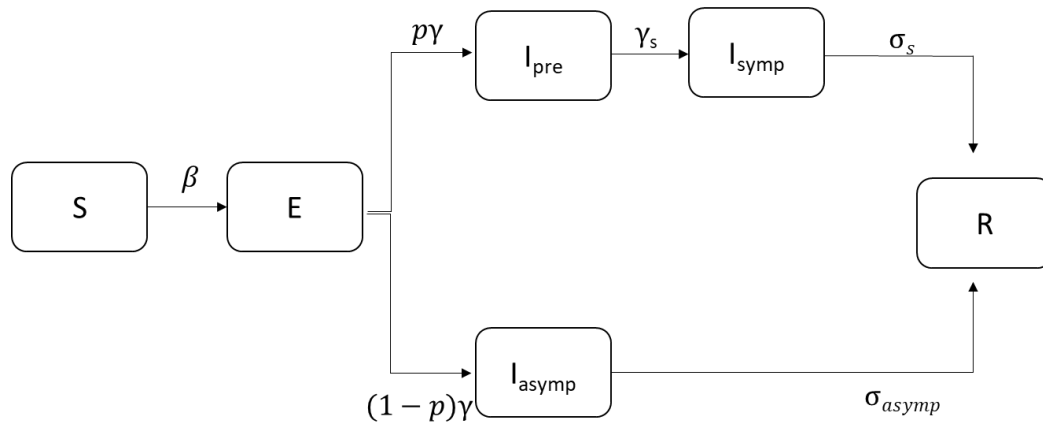 pγ
I_pre
γ_s
I_symp
σ_s
S
β
E
R
I_asymp
(1 − p)γ
σ_asymp